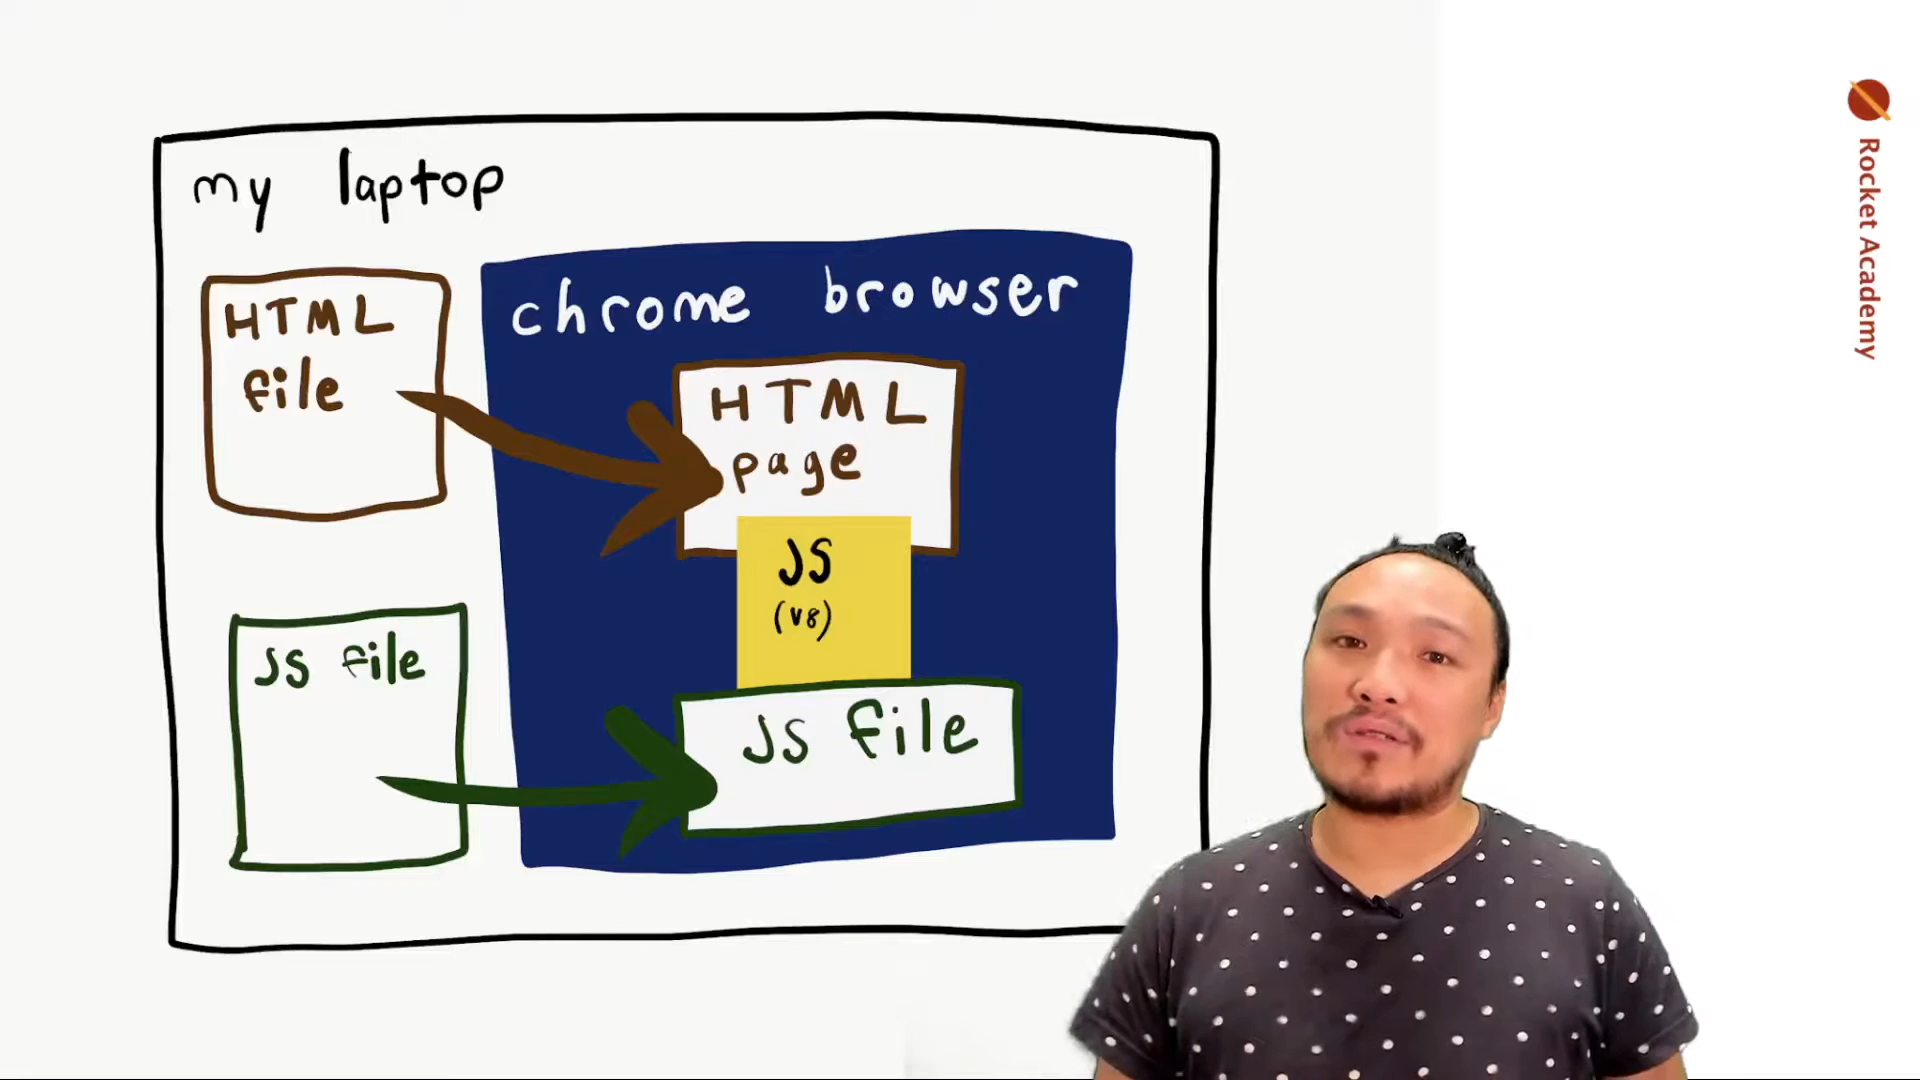 my laptop
HTML
file
chrome browser
HTML
page
JS
(V8)
JS file
JS file
Rocket Academy